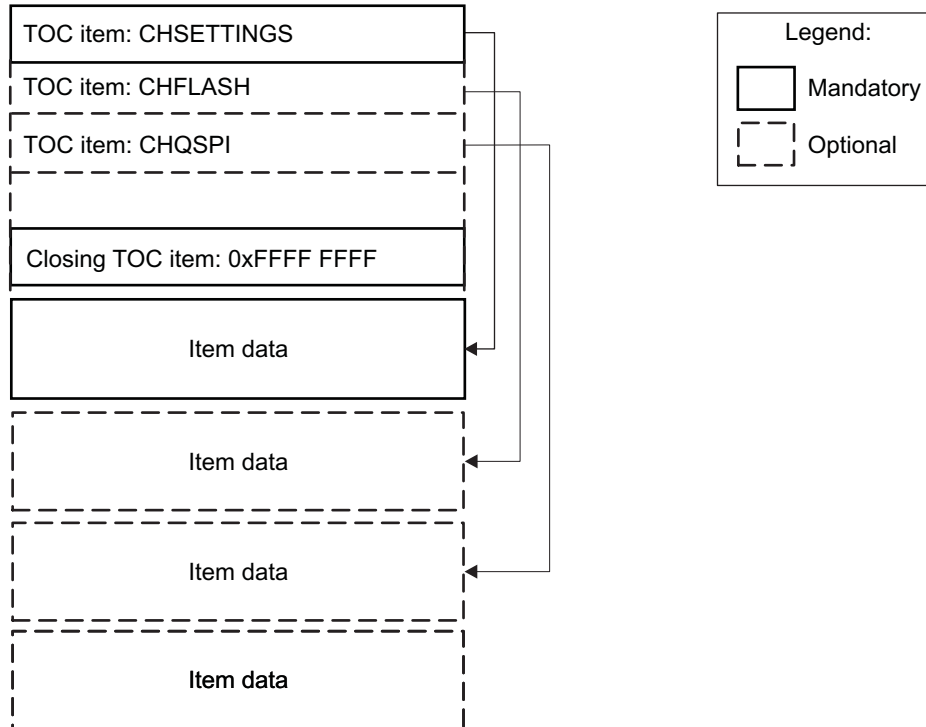 TOC item: CHSETTINGS
TOC item: CHFLASH
TOC item: CHQSPI
Closing TOC item: 0xFFFF FFFF
Item data
Item data
Item data
Item data
Legend:
Mandatory
Optional